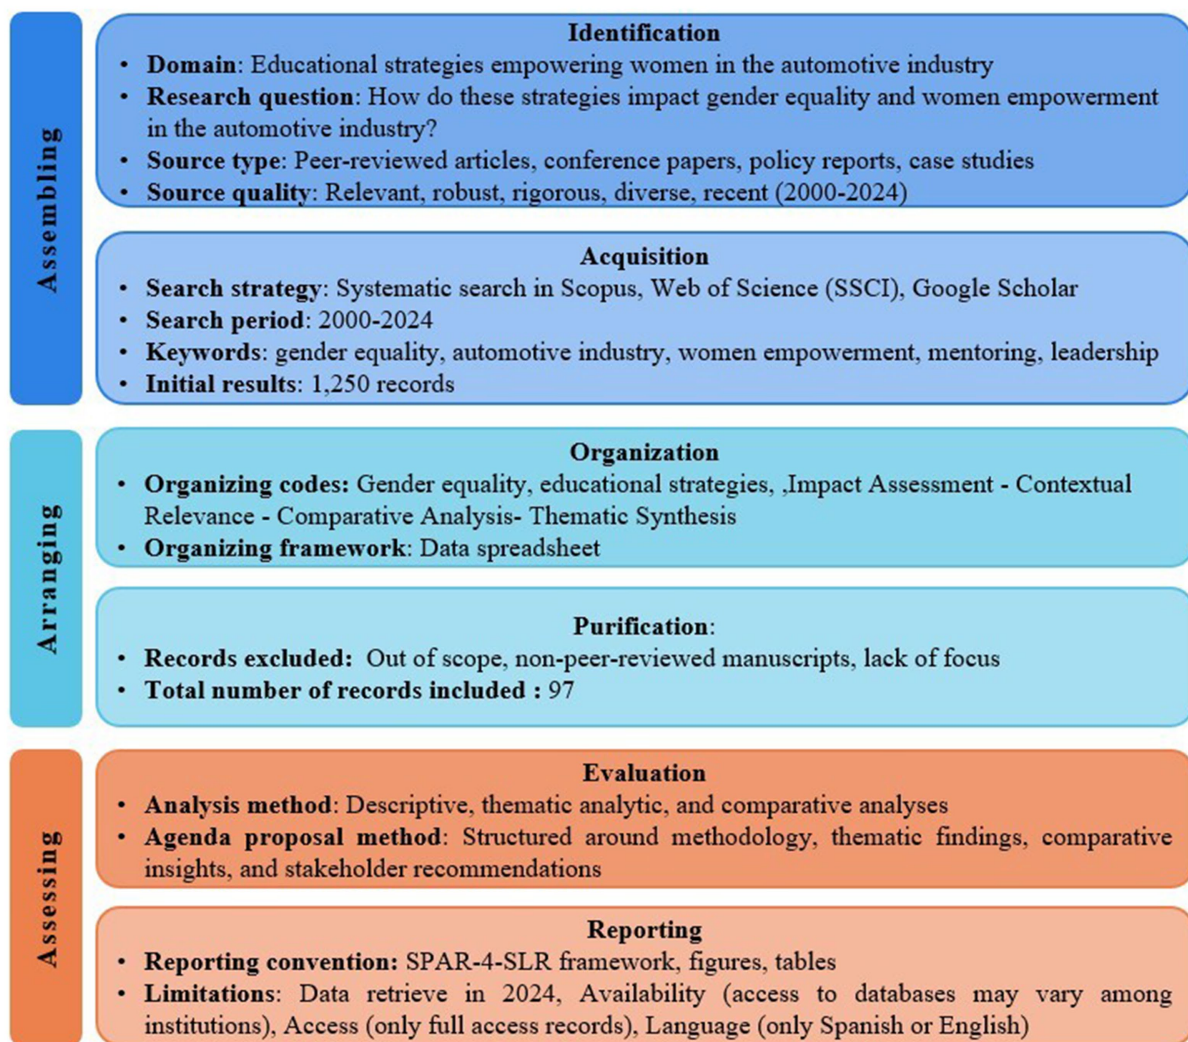 Assembling
Identification
• Domain: Educational strategies empowering women in the automotive industry
• Research question: How do these strategies impact gender equality and women empowerment
in the automotive industry?
• Source type: Peer-reviewed articles, conference papers, policy reports, case studies
• Source quality: Relevant, robust, rigorous, diverse, recent (2000-2024)
Acquisition
• Search strategy: Systematic search in Scopus, Web of Science (SSCI), Google Scholar
• Search period: 2000-2024
• Keywords: gender equality, automotive industry, women empowerment, mentoring, leadership
• Initial results: 1,250 records
Arranging
Organization
• Organizing codes: Gender equality, educational strategies, ,Impact Assessment - Contextual
Relevance - Comparative Analysis- Thematic Synthesis
• Organizing framework: Data spreadsheet
Purification:
• Records excluded: Out of scope, non-peer-reviewed manuscripts, lack of focus
• Total number of records included : 97
Assessing
Evaluation
• Analysis method: Descriptive, thematic analytic, and comparative analyses
• Agenda proposal method: Structured around methodology, thematic findings, comparative
insights, and stakeholder recommendations
Reporting
• Reporting convention: SPAR-4-SLR framework, figures, tables
• Limitations: Data retrieve in 2024, Availability (access to databases may vary among
institutions), Access (only full access records), Language (only Spanish or English)